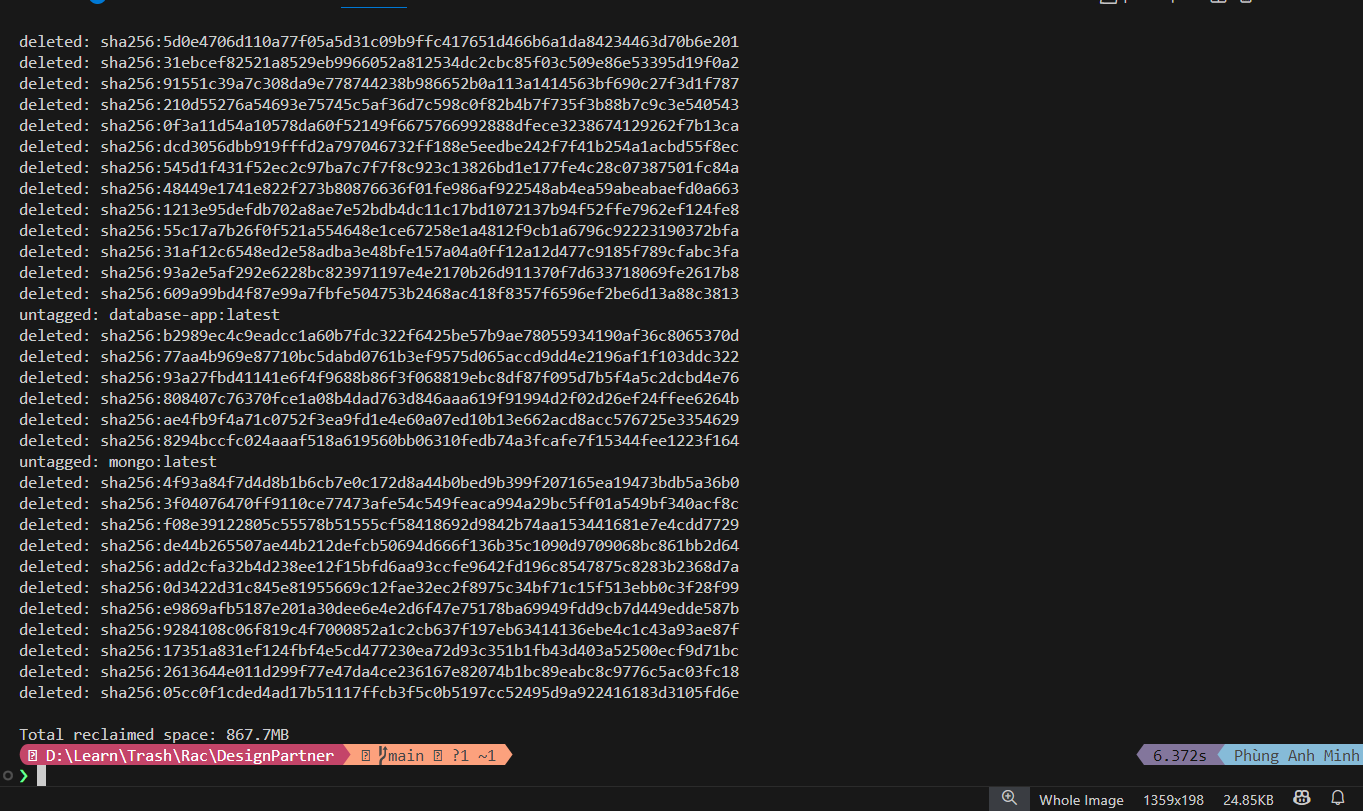 deleted: sha256:5d0e4706d110a77f05a5d31c09b9ffc417651d466b6a1da84234463d70b6e201
deleted: sha256:31ebcef82521a8529eb9966052a812534dc2cbc85f03c509e86e53395d19f0a2
deleted: sha256:91551c39a7c308da9e778744238b986652b0a113a1414563bf690c27f3d1f787
deleted: sha256:210d55276a54693e75745c5af36d7c598c0f82b4b7f735f3b88b7c9c3e540543
deleted: sha256:0f3a11d54a10578da60f52149f6675766992888dfece3238674129262f7b13ca
deleted: sha256:dcd3056dbb919fffd2a797046732ff188e5eedbe242f7f41b254a1acbd55f8ec
deleted: sha256:545d1f431f52ec2c97ba7c7f7f8c923c13826bd1e177fe4c28c07387501fc84a
deleted: sha256:48449e1741e822f273b80876636f01fe986af922548ab4ea59abeabaefd0a663
deleted: sha256:1213e95defdb702a8ae7e52bdb4dc11c17bd1072137b94f52ffe7962ef124fe8
deleted: sha256:55c17a7b26f0f521a554648e1ce67258e1a4812f9cb1a6796c92223190372bfa
deleted: sha256:31af12c6548ed2e58adba3e48bfe157a04a0ff12a12d477c9185f789cfabc3fa
deleted: sha256:93a2e5af292e6228bc823971197e4e2170b26d911370f7d633718069fe2617b8
deleted: sha256:609a99bd4f87e99a7fbfe504753b2468ac418f8357f6596ef2be6d13a88c3813
untagged: database-app:latest
deleted: sha256:b2989ec4c9eadcc1a60b7fdc322f6425be57b9ae78055934190af36c8065370d
deleted: sha256:77aa4b969e87710bc5dabd0761b3ef9575d065accd9dd4e2196af1f103ddc322
deleted: sha256:93a27fbd41141e6f4f9688b86f3f068819ebc8df87f095d7b5f4a5c2dcbd4e76
deleted: sha256:808407c76370fce1a08b4dad763d846aaa619f91994d2f02d26ef24ffee6264b
deleted: sha256:ae4fb9f4a71c0752f3ea9fd1e4e60a07ed10b13e662acd8acc576725e3354629
deleted: sha256:8294bccfc024aaaf518a619560bb06310fedb74a3fcafe7f15344fee1223f164
untagged: mongo:latest
deleted: sha256:4f93a84f7d4d8b1b6cb7e0c172d8a44b0bed9b399f207165ea19473bdb5a36b0
deleted: sha256:3f04076470ff9110ce77473afe54c549feaca994a29bc5ff01a549bf340acf8c
deleted: sha256:f08e39122805c55578b51555cf58418692d9842b74aa153441681e7e4cdd7729
deleted: sha256:de44b265507ae44b212defcb50694d666f136b35c1090d9709068bc861bb2d64
deleted: sha256:add2cfa32b4d238ee12f15bfd6aa93ccfe9642fd196c8547875c8283b2368d7a
deleted: sha256:0d3422d31c845e81955669c12fae32ec2f8975c34bf71c15f513ebb0c3f28f99
deleted: sha256:e9869afb5187e201a30dee6e4e2d6f47e75178ba69949fdd9cb7d449edde587b
deleted: sha256:9284108c06f819c4f7000852a1c2cb637f197eb63414136ebe4c1c43a93ae87f
deleted: sha256:17351a831ef124fbf4e5cd477230ea72d93c351b1fb43d403a52500ecf9d71bc
deleted: sha256:2613644e011d299f77e47da4ce236167e82074b1bc89eabc8c9776c5ac03fc18
deleted: sha256:05cc0f1cded4ad17b51117ffcb3f5c0b5197cc52495d9a922416183d3105fd6e
Total reclaimed space: 867.7MB
D:\Learn\Trash\Rac\DesignPartner main ?1 ~1 6.372s Phùng Anh Minh
❯
Whole Image 1359x198 24.85KB